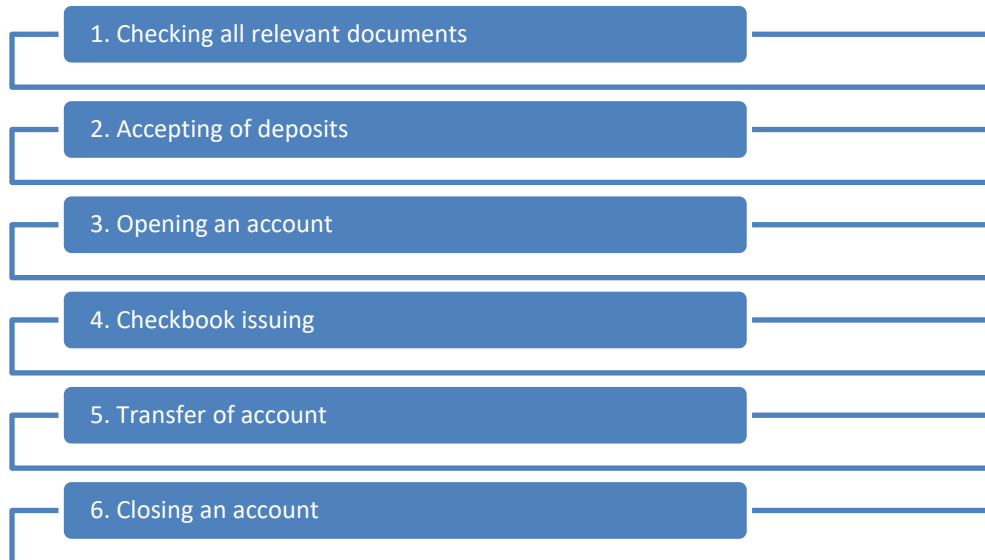 1. Checking all relevant documents
2. Accepting of deposits
3. Opening an account
4. Checkbook issuing
5. Transfer of account
6. Closing an account